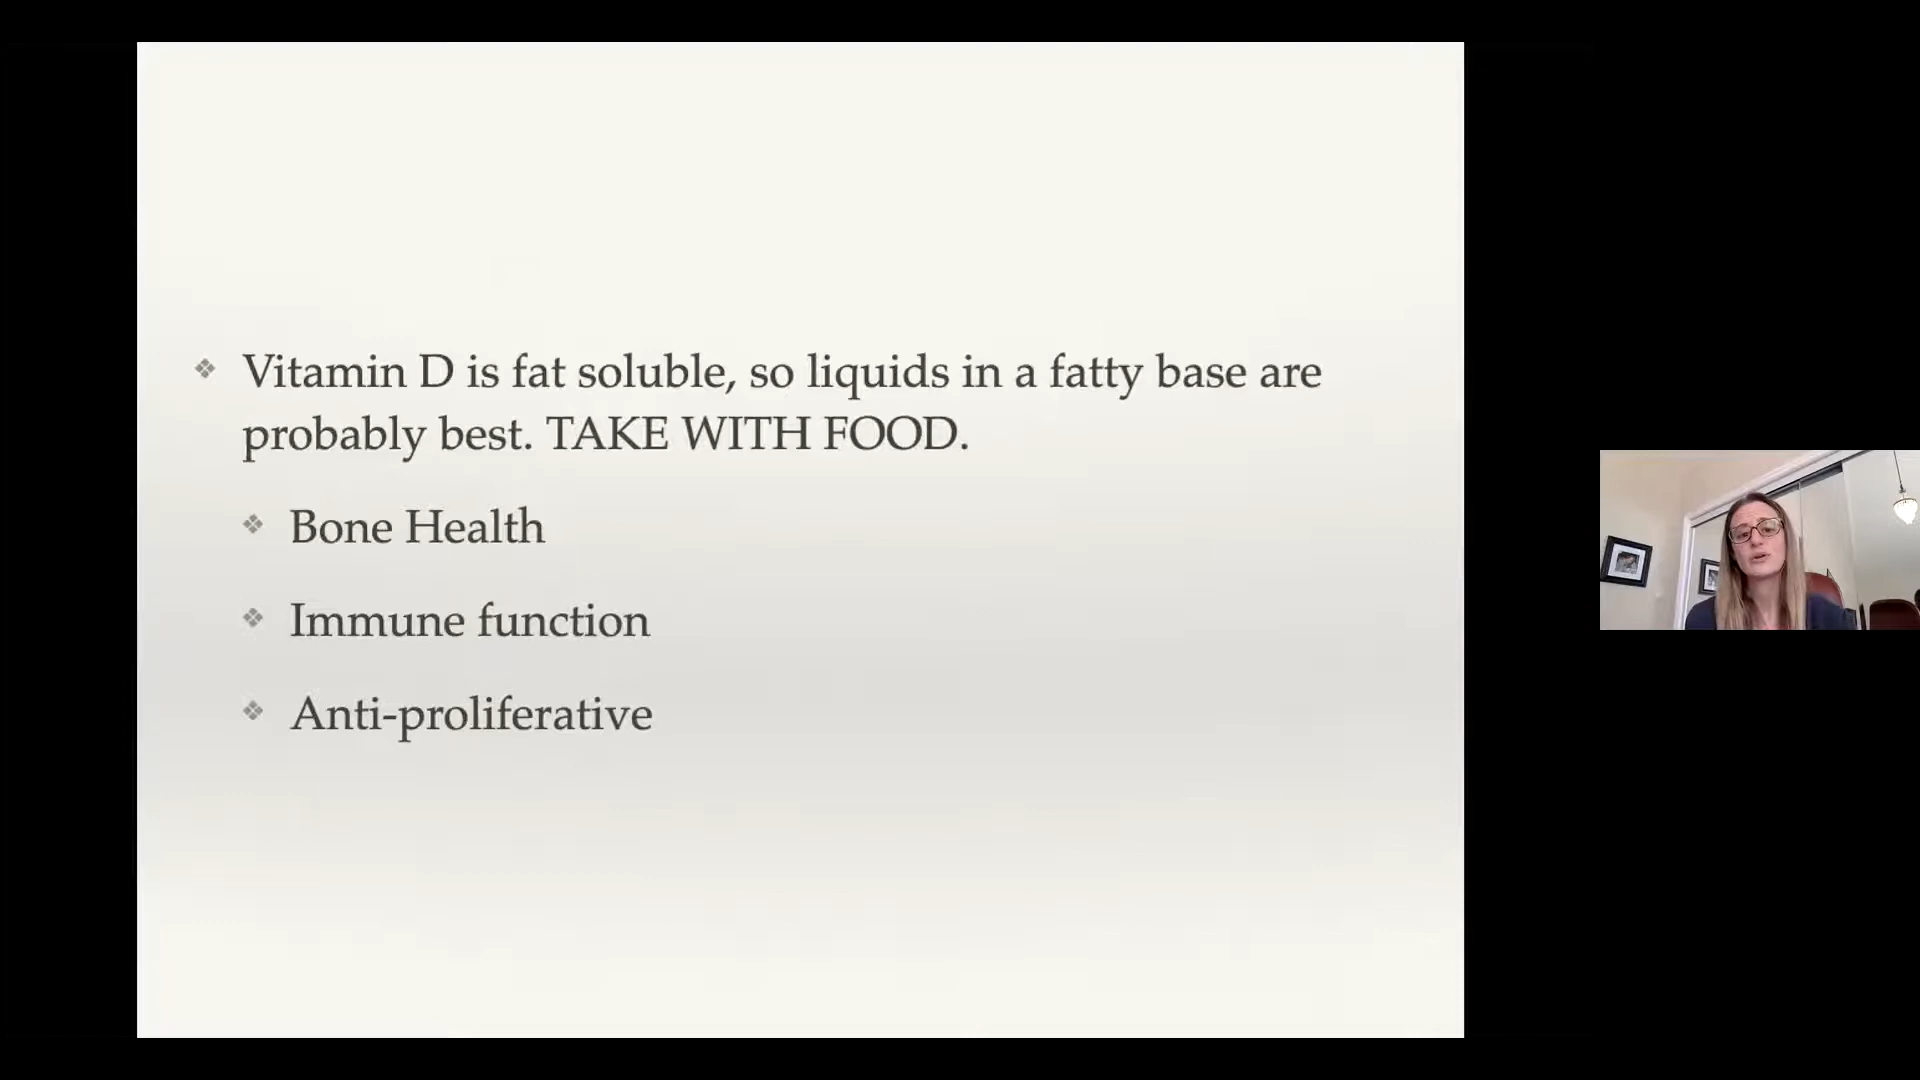 Vitamin D is fat soluble, so liquids in a fatty base are
probably best. TAKE WITH FOOD.
Bone Health
Immune function
Anti-proliferative